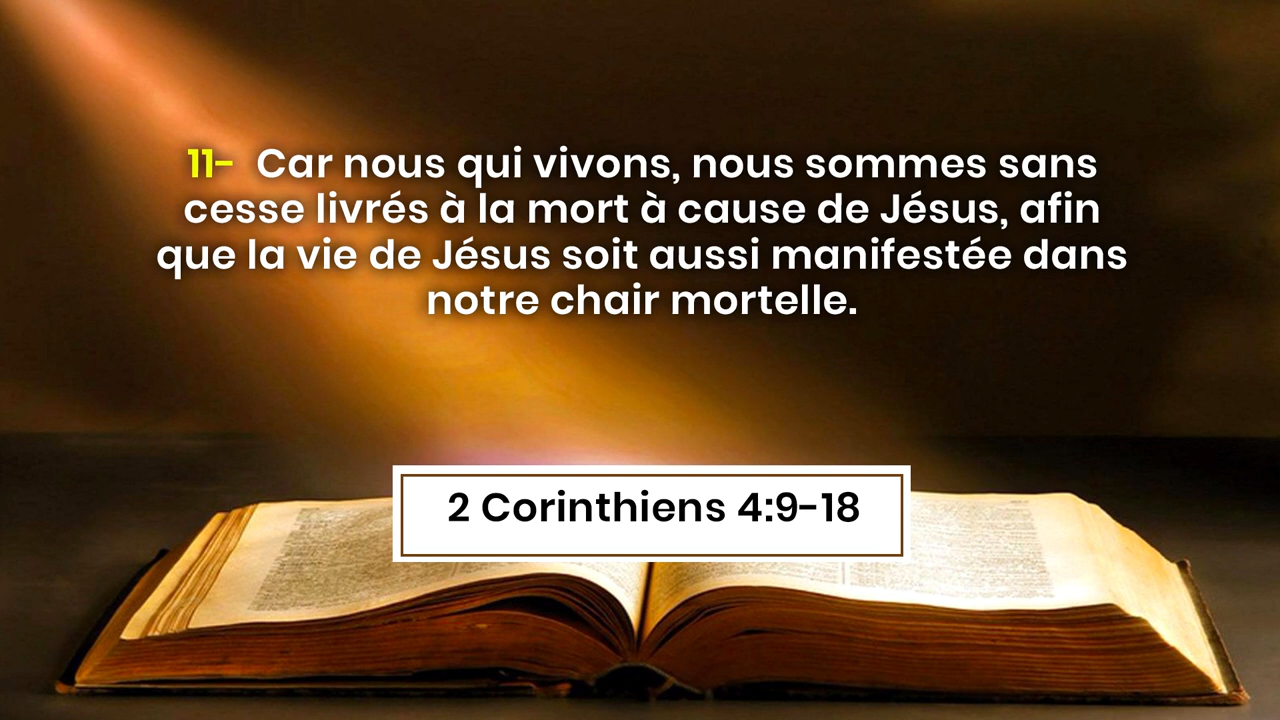 11- Car nous qui vivons, nous sommes sans
cesse livrés à la mort à cause de Jésus, afin
que la vie de Jésus soit aussi manifestée dans
notre chair mortelle.
2 Corinthiens 4:9-18